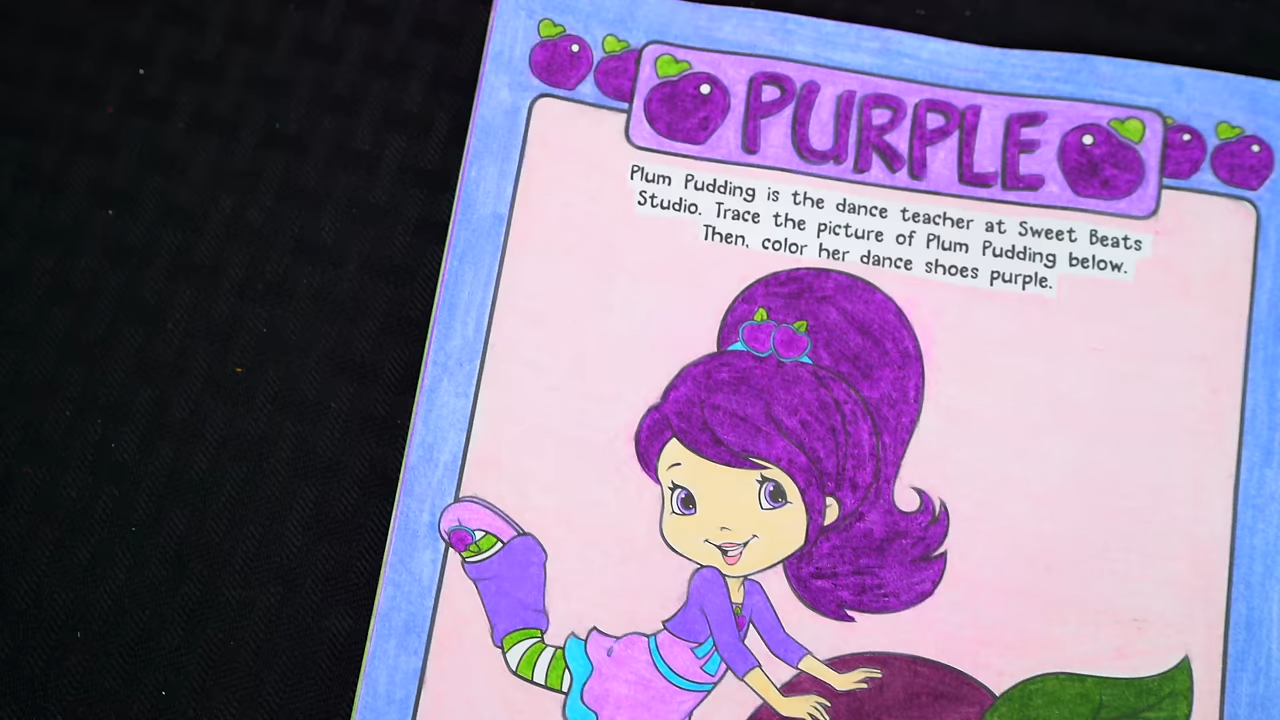 PURPLE
Plum Pudding is the dance teacher at Sweet Beats
Studio. Trace the picture of Plum Pudding below.
Then, color her dance shoes purple.